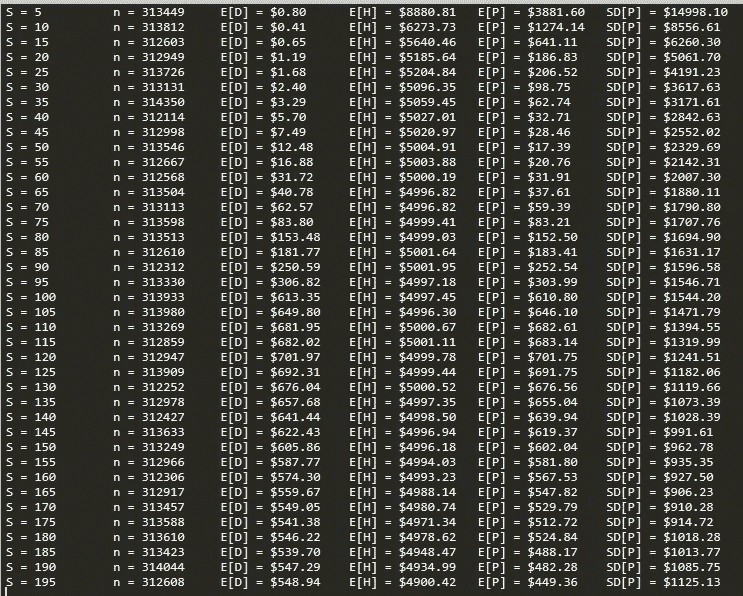 S = 5 n = 313449 E[D] = $0.80 E[H] = $8880.81 E[P] = $3881.60 SD[P] = $14998.10
S = 10 n = 313812 E[D] = $0.41 E[H] = $6273.73 E[P] = $1274.14 SD[P] = $8556.61
S = 15 n = 312603 E[D] = $0.65 E[H] = $5640.46 E[P] = $641.11 SD[P] = $6260.30
S = 20 n = 312949 E[D] = $1.19 E[H] = $5185.64 E[P] = $186.83 SD[P] = $5061.70
S = 25 n = 313726 E[D] = $1.68 E[H] = $5204.84 E[P] = $206.52 SD[P] = $4191.23
S = 30 n = 313131 E[D] = $2.40 E[H] = $5096.35 E[P] = $98.75 SD[P] = $3617.63
S = 35 n = 314350 E[D] = $3.29 E[H] = $5059.45 E[P] = $62.74 SD[P] = $3171.61
S = 40 n = 312114 E[D] = $5.70 E[H] = $5027.01 E[P] = $32.71 SD[P] = $2842.63
S = 45 n = 312998 E[D] = $7.49 E[H] = $5020.97 E[P] = $28.46 SD[P] = $2552.02
S = 50 n = 313546 E[D] = $12.48 E[H] = $5004.91 E[P] = $17.39 SD[P] = $2329.69
S = 55 n = 312667 E[D] = $16.88 E[H] = $5003.88 E[P] = $20.76 SD[P] = $2142.31
S = 60 n = 312568 E[D] = $31.72 E[H] = $5000.19 E[P] = $31.91 SD[P] = $2007.30
S = 65 n = 313504 E[D] = $40.78 E[H] = $4996.82 E[P] = $37.61 SD[P] = $1880.11
S = 70 n = 313113 E[D] = $62.57 E[H] = $4996.82 E[P] = $59.39 SD[P] = $1790.80
S = 75 n = 313598 E[D] = $83.80 E[H] = $4999.41 E[P] = $83.21 SD[P] = $1707.76
S = 80 n = 313513 E[D] = $153.48 E[H] = $4999.03 E[P] = $152.50 SD[P] = $1694.90
S = 85 n = 312610 E[D] = $181.77 E[H] = $5001.64 E[P] = $183.41 SD[P] = $1631.17
S = 90 n = 312312 E[D] = $250.59 E[H] = $5001.95 E[P] = $252.54 SD[P] = $1596.58
S = 95 n = 313330 E[D] = $306.82 E[H] = $4997.18 E[P] = $303.99 SD[P] = $1546.71
S = 100 n = 313933 E[D] = $613.35 E[H] = $4997.45 E[P] = $610.80 SD[P] = $1544.20
S = 105 n = 313980 E[D] = $649.80 E[H] = $4996.30 E[P] = $646.10 SD[P] = $1471.79
S = 110 n = 313269 E[D] = $681.95 E[H] = $5000.67 E[P] = $682.61 SD[P] = $1394.55
S = 115 n = 312859 E[D] = $682.02 E[H] = $5001.11 E[P] = $683.14 SD[P] = $1319.99
S = 120 n = 312947 E[D] = $701.97 E[H] = $4999.78 E[P] = $701.75 SD[P] = $1241.51
S = 125 n = 313909 E[D] = $692.31 E[H] = $4999.44 E[P] = $691.75 SD[P] = $1182.06
S = 130 n = 312252 E[D] = $676.04 E[H] = $5000.52 E[P] = $676.56 SD[P] = $1119.66
S = 135 n = 312978 E[D] = $657.68 E[H] = $4997.35 E[P] = $655.04 SD[P] = $1073.39
S = 140 n = 312427 E[D] = $641.44 E[H] = $4998.50 E[P] = $639.94 SD[P] = $1028.39
S = 145 n = 313633 E[D] = $622.43 E[H] = $4996.94 E[P] = $619.37 SD[P] = $991.61
S = 150 n = 313249 E[D] = $605.86 E[H] = $4996.18 E[P] = $602.04 SD[P] = $962.78
S = 155 n = 312966 E[D] = $587.77 E[H] = $4994.03 E[P] = $581.80 SD[P] = $935.35
S = 160 n = 312306 E[D] = $574.30 E[H] = $4993.23 E[P] = $567.53 SD[P] = $927.50
S = 165 n = 312917 E[D] = $559.67 E[H] = $4988.14 E[P] = $547.82 SD[P] = $906.23
S = 170 n = 313457 E[D] = $549.05 E[H] = $4980.74 E[P] = $529.79 SD[P] = $910.28
S = 175 n = 313588 E[D] = $541.38 E[H] = $4971.34 E[P] = $512.72 SD[P] = $914.72
S = 180 n = 313610 E[D] = $546.22 E[H] = $4978.62 E[P] = $524.84 SD[P] = $1018.28
S = 185 n = 313423 E[D] = $539.70 E[H] = $4948.47 E[P] = $488.17 SD[P] = $1013.77
S = 190 n = 314044 E[D] = $547.29 E[H] = $4934.99 E[P] = $482.28 SD[P] = $1085.75
S = 195 n = 312608 E[D] = $548.94 E[H] = $4900.42 E[P] = $449.36 SD[P] = $1125.13